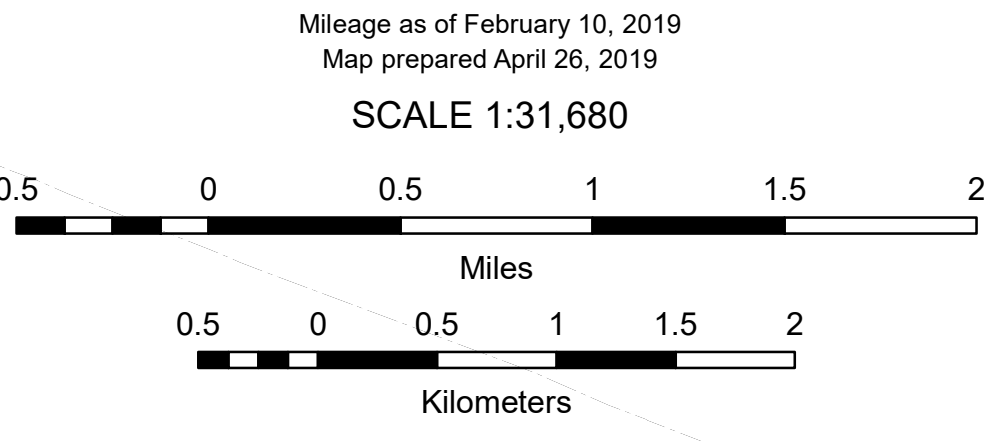 Mileage as of February 10, 2019
Map prepared April 26, 2019
SCALE 1:31,680
0.5 0 0.5 1 1.5 2
Miles
0.5 0 0.5 1 1.5 2
Kilometers